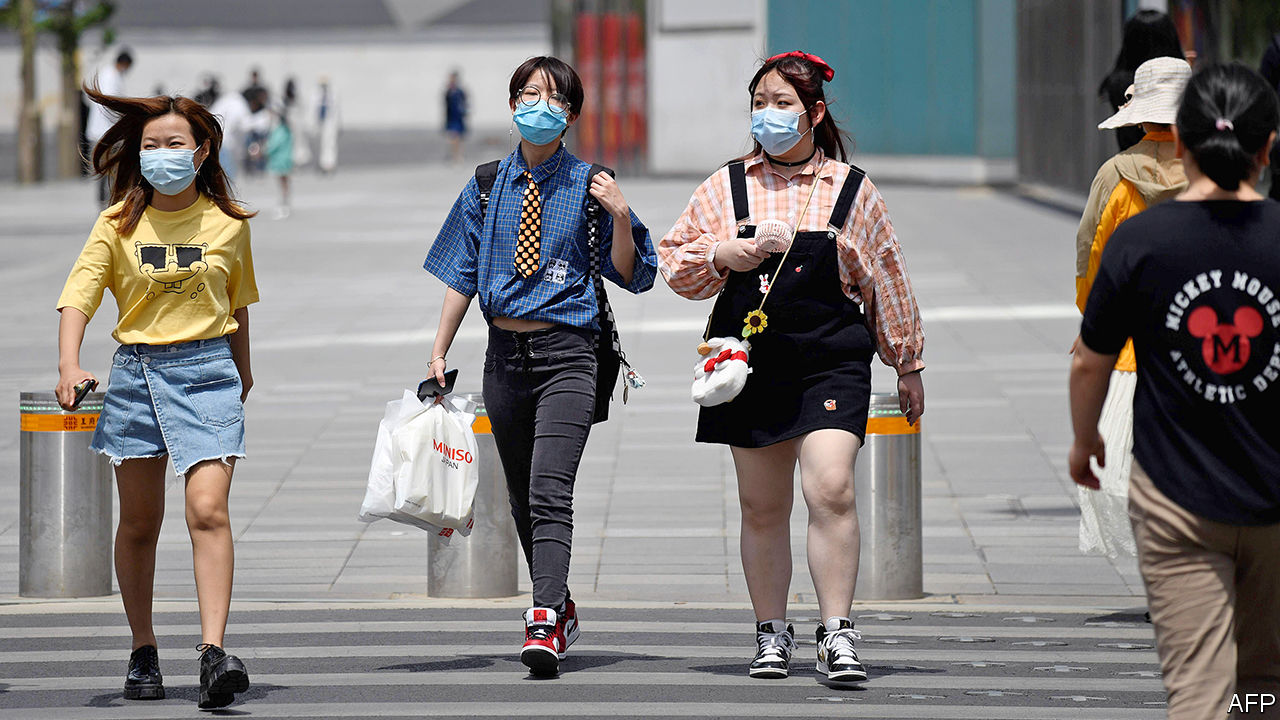 MINISO
JAPAN
MICKEY MOUSE
M
ATHLETIC DEPT
AFP